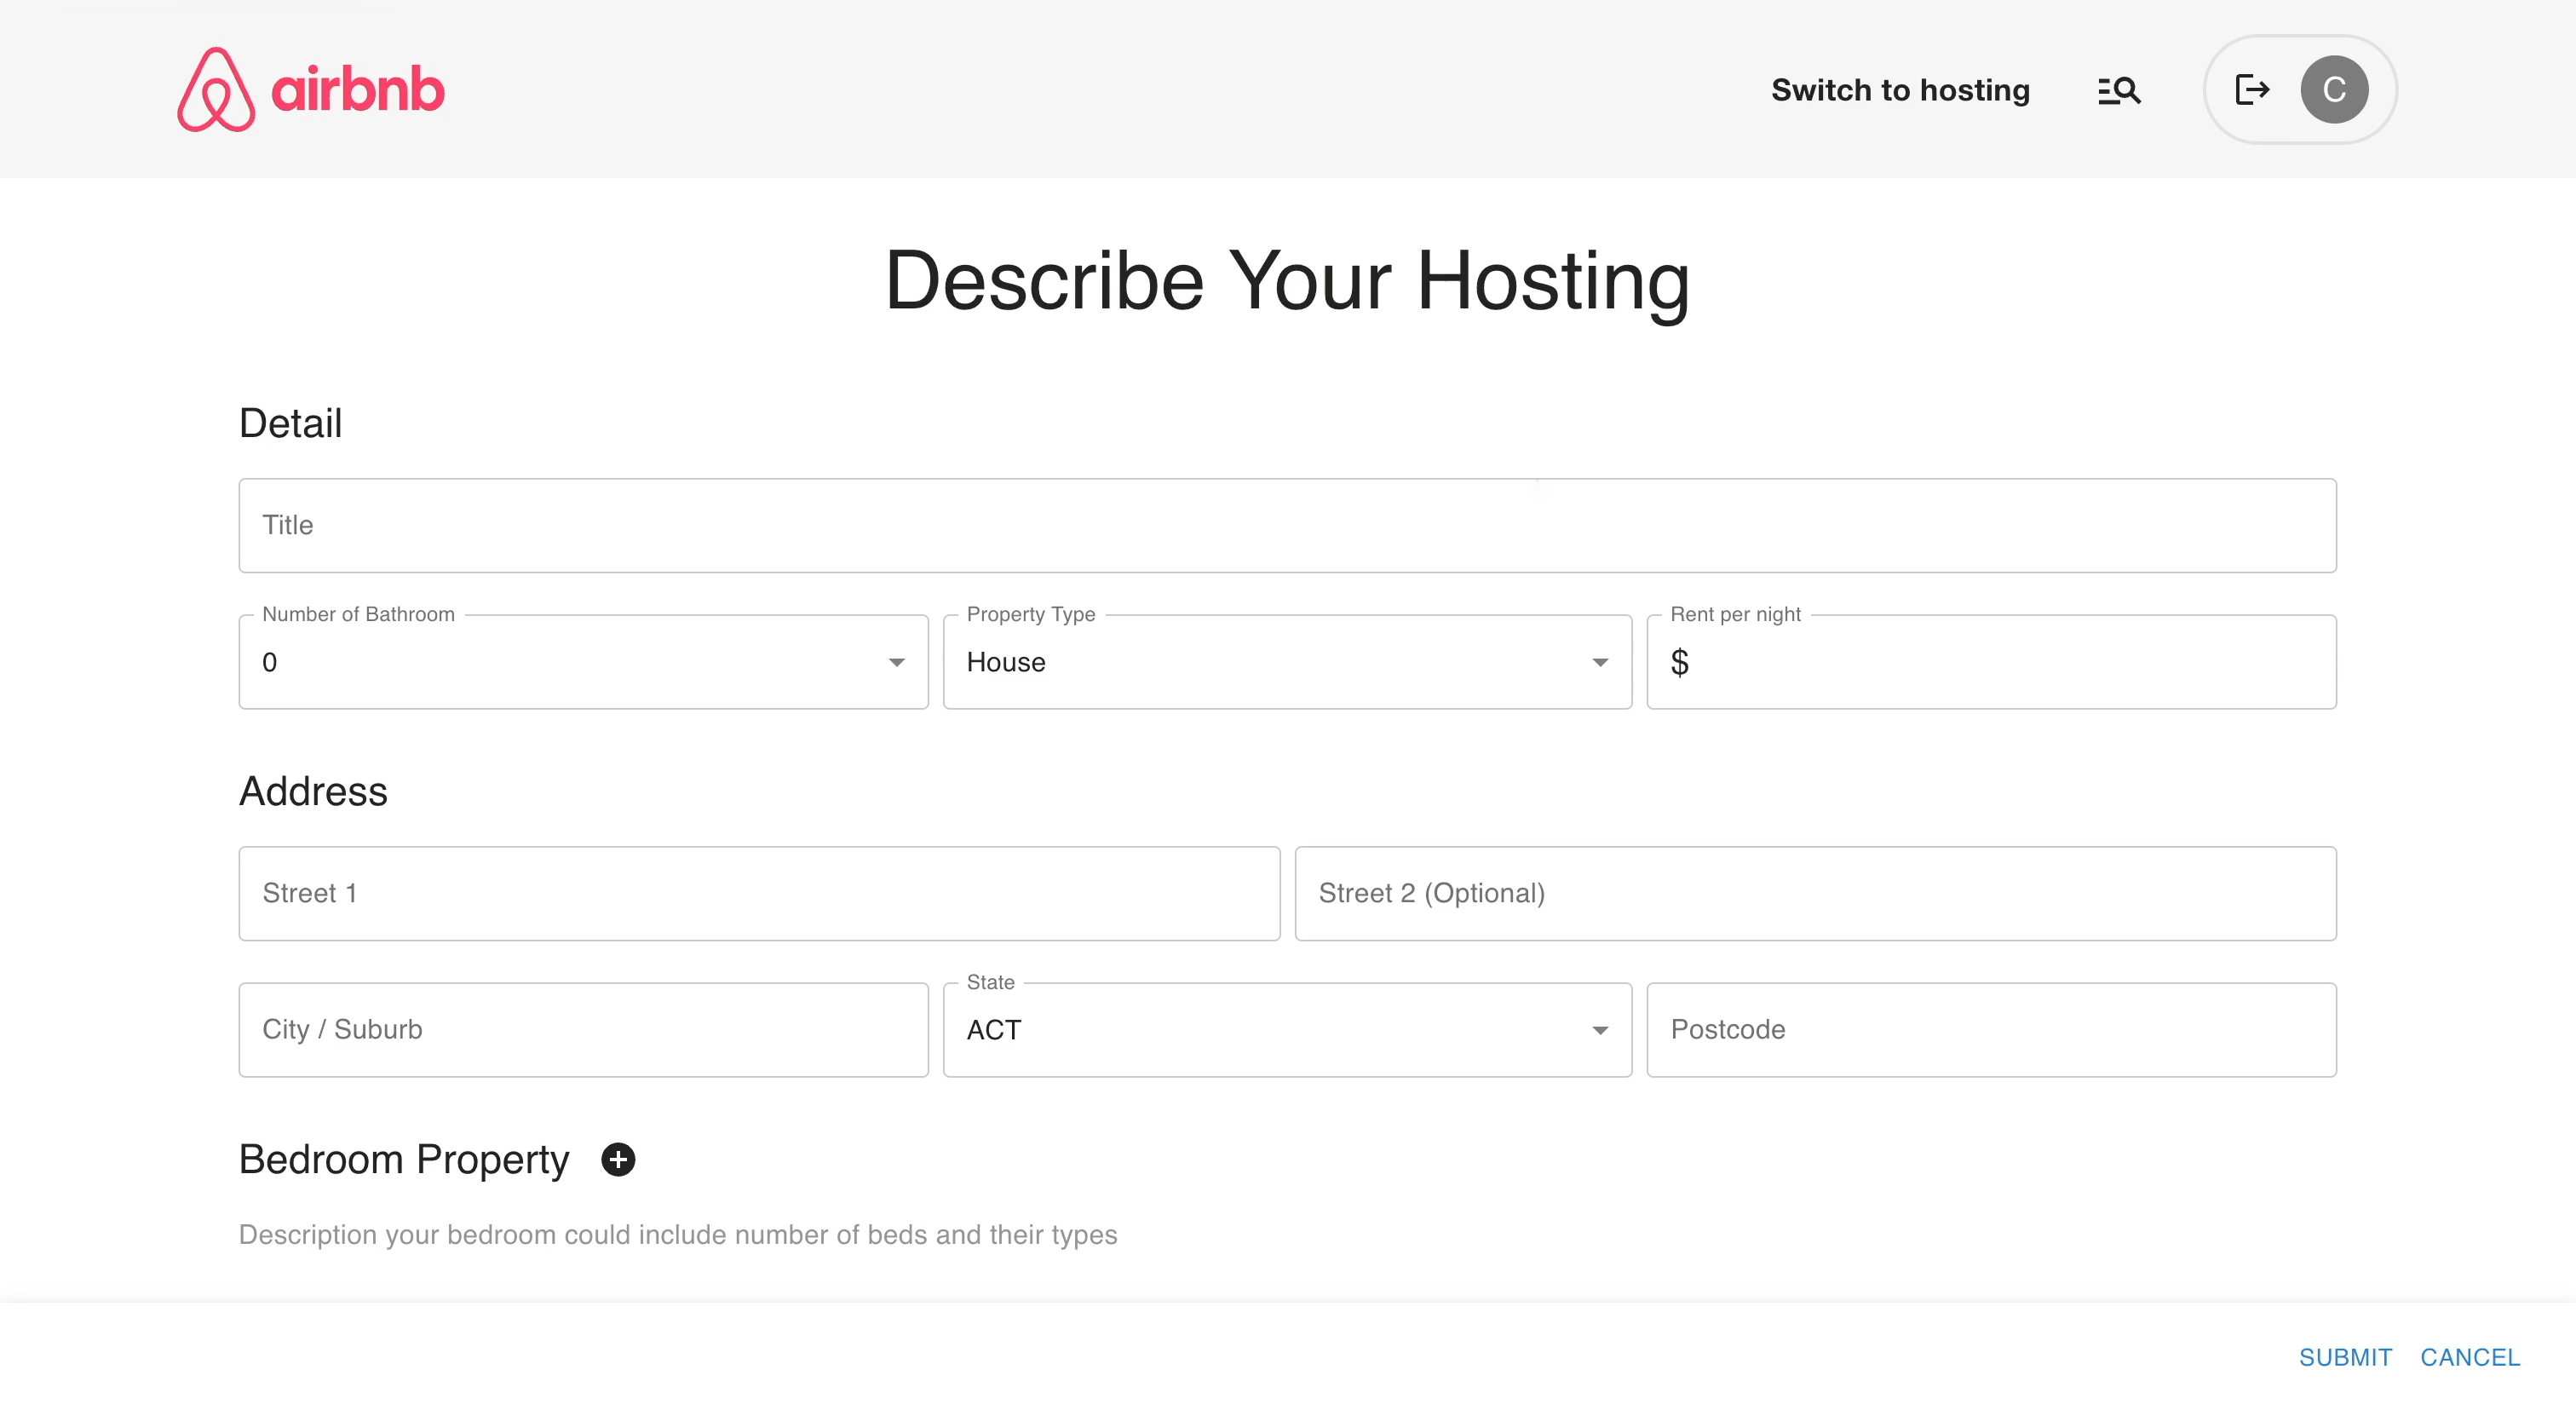 airbnb
Switch to hosting
C
Describe Your Hosting
Detail
Title
Number of Bathroom
0
Property Type
House
Rent per night
$
Address
Street 1
Street 2 (Optional)
City / Suburb
State
ACT
Postcode
Bedroom Property
Description your bedroom could include number of beds and their types
SUBMIT CANCEL